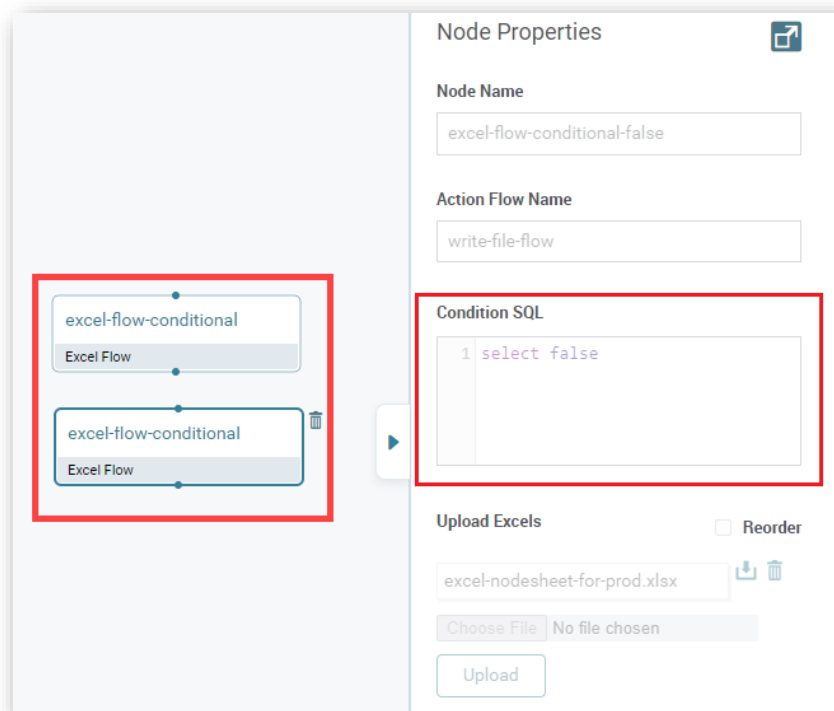 excel-flow-conditional
Excel Flow
excel-flow-conditional
Excel Flow
Node Properties
Node Name
excel-flow-conditional-false
Action Flow Name
write-file-flow
Condition SQL
1 select false
Upload Excels
Reorder
excel-nodesheet-for-prod.xlsx
Choose File No file chosen
Upload